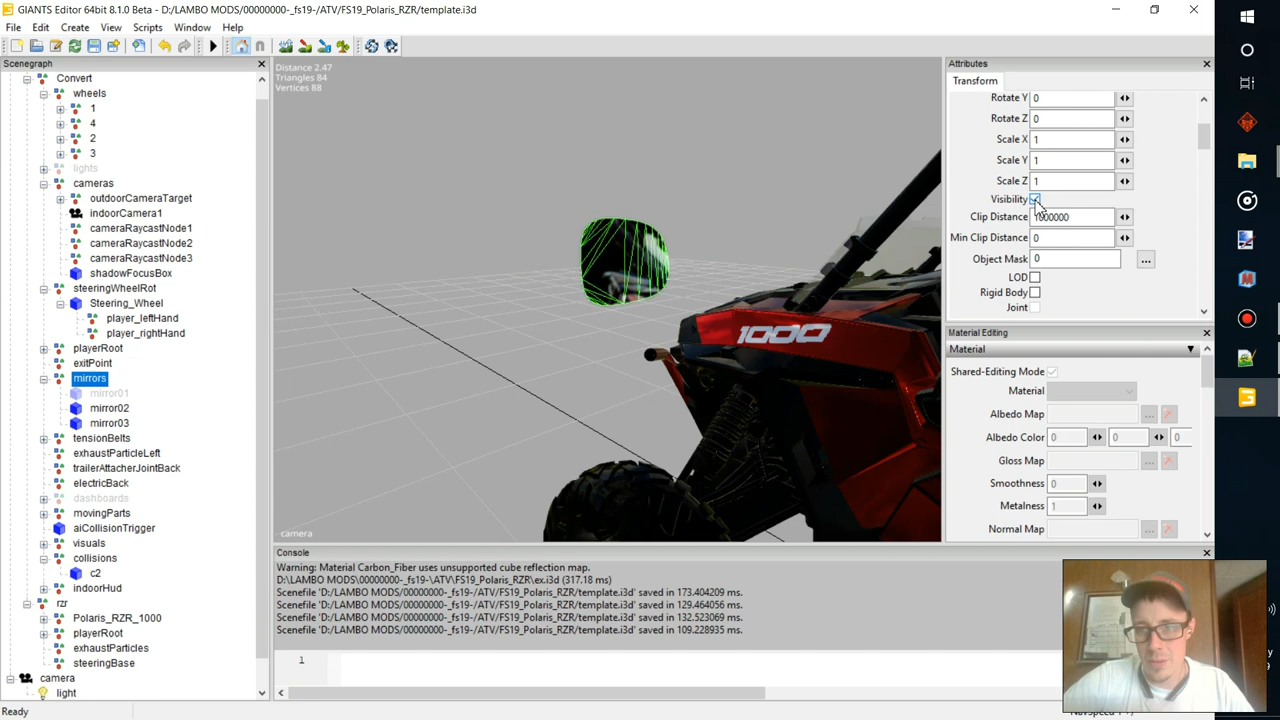 GIANTS Editor 64bit 8.1.0 Beta - D:/LAMBO MODS/00000000-_fs19-/ATV/FS19_Polaris_RZR/template.i3d
File Edit Create View Scripts Window Help
Scenegraph
Convert
wheels
1
4
2
3
lights
cameras
outdoorCameraTarget
indoorCamera1
cameraRaycastNode1
cameraRaycastNode2
cameraRaycastNode3
shadowFocusBox
steeringWheelRot
Steering_Wheel
player_leftHand
player_rightHand
playerRoot
exitPoint
mirrors
mirror01
mirror02
mirror03
tensionBelts
exhaustParticleLeft
trailerAttacherJointBack
electricBack
dashboards
movingParts
aiCollisionTrigger
visuals
collisions
c2
indoorHud
rzr
Polaris_RZR_1000
playerRoot
exhaustParticles
steeringBase
camera
light
Ready
Distance 2.47
Triangles 84
Vertices 88
1000
camera
Console
Warning: Material Carbon_Fiber uses unsupported cube reflection map.
D:\LAMBO MODS\00000000-_fs19-\ATV\FS19_Polaris_RZR\ex.i3d (317.18 ms)
Scenefile 'D:/LAMBO MODS/00000000-_fs19-/ATV/FS19_Polaris_RZR/template.i3d' saved in 173.404209 ms.
Scenefile 'D:/LAMBO MODS/00000000-_fs19-/ATV/FS19_Polaris_RZR/template.i3d' saved in 129.464056 ms.
Scenefile 'D:/LAMBO MODS/00000000-_fs19-/ATV/FS19_Polaris_RZR/template.i3d' saved in 132.523069 ms.
Scenefile 'D:/LAMBO MODS/00000000-_fs19-/ATV/FS19_Polaris_RZR/template.i3d' saved in 109.228935 ms.
1
Attributes
Transform
Rotate Y 0
Rotate Z 0
Scale X 1
Scale Y 1
Scale Z 1
Visibility
Clip Distance
Min Clip Distance 0
Object Mask 0 ...
LOD
Rigid Body
Joint
Material Editing
Material
Shared-Editing Mode
Material
Albedo Map ...
Albedo Color 0 0 0
Gloss Map ...
Smoothness 0
Metalness 1
Normal Map ...